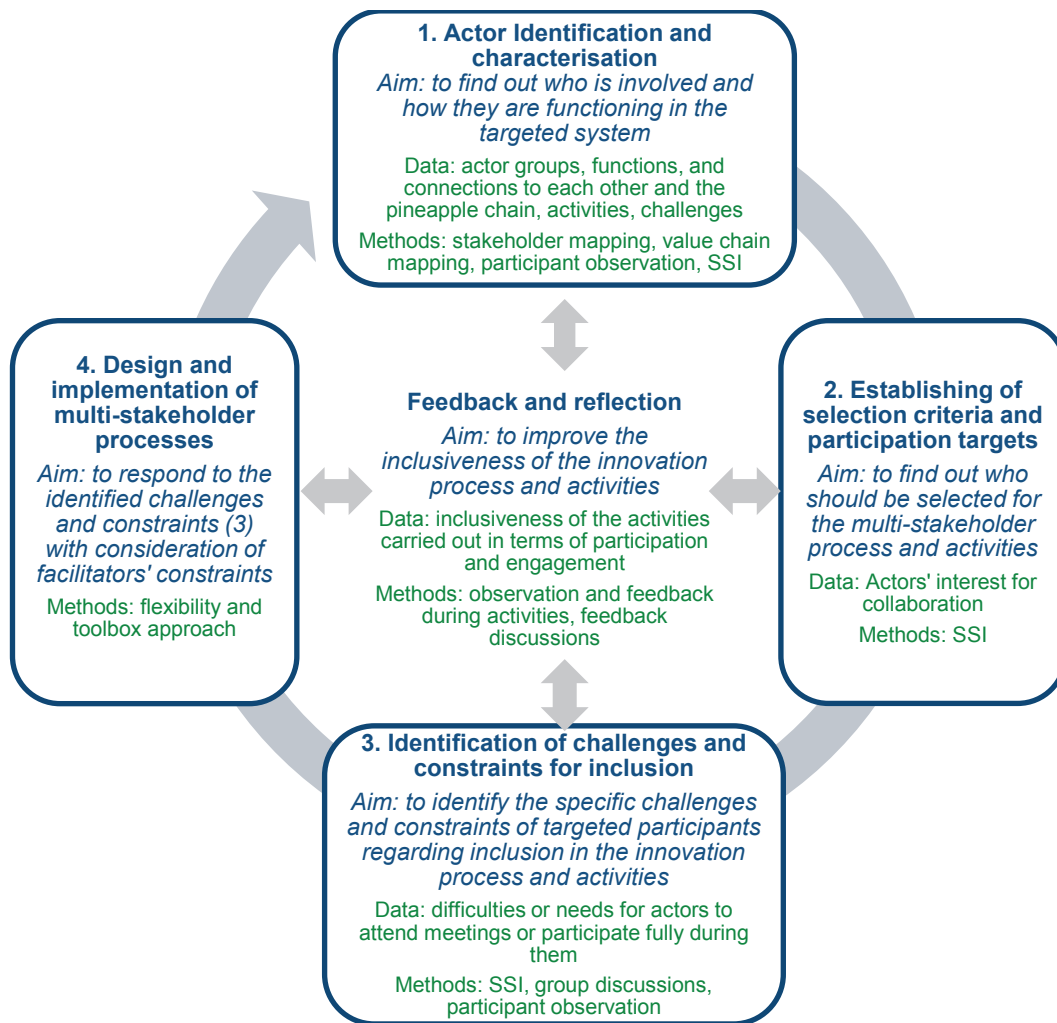 1. Actor Identification and
characterisation
Aim: to find out who is involved and
how they are functioning in the
targeted system
Data: actor groups, functions, and
connections to each other and the
pineapple chain, activities, challenges
Methods: stakeholder mapping, value chain
mapping, participant observation, SSI
4. Design and
implementation of
multi-stakeholder
processes
Aim: to respond to the
identified challenges
and constraints (3)
with consideration of
facilitators' constraints
Methods: flexibility and
toolbox approach
Feedback and reflection
Aim: to improve the
inclusiveness of the innovation
process and activities
Data: inclusiveness of the activities
carried out in terms of participation
and engagement
Methods: observation and feedback
during activities, feedback
discussions
2. Establishing of
selection criteria and
participation targets
Aim: to find out who
should be selected for
the multi-stakeholder
process and activities
Data: Actors' interest for
collaboration
Methods: SSI
3. Identification of challenges and
constraints for inclusion
Aim: to identify the specific challenges
and constraints of targeted participants
regarding inclusion in the innovation
process and activities
Data: difficulties or needs for actors to
attend meetings or participate fully during
them
Methods: SSI, group discussions,
participant observation